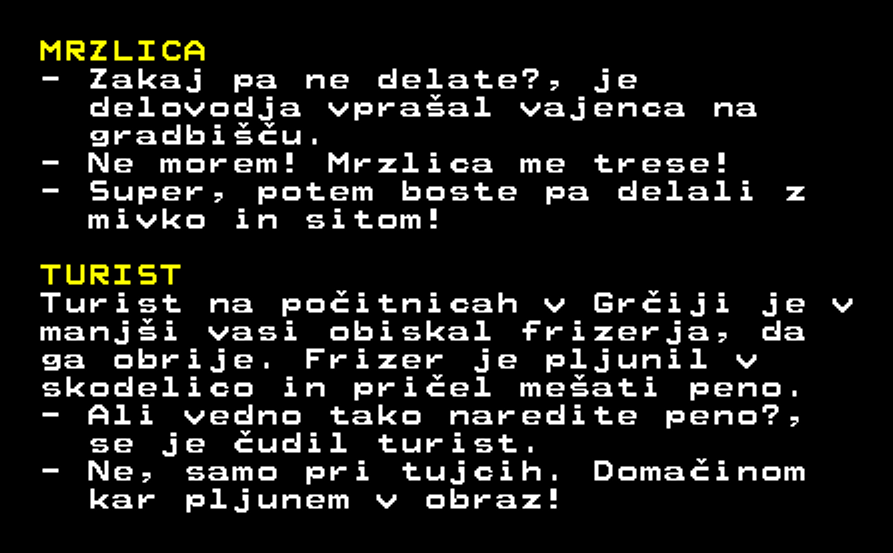 MRZLICA
- Zakaj pa ne delate?, je
delovodja vprašal vajenca na
gradbišču.
- Ne morem! Mrzlica me trese!
- Super, potem boste pa delali z
mivko in sitom!
TURIST
Turist na počitnicah v Grčiji je v
manjši vasi obiskal frizerja, da
ga obrije. Frizer je pljunil v
skodelico in pričel mešati peno.
- Ali vedno tako naredite peno?,
se je čudil turist.
- Ne, samo pri tujcih. Domačinom
kar pljunem v obraz!